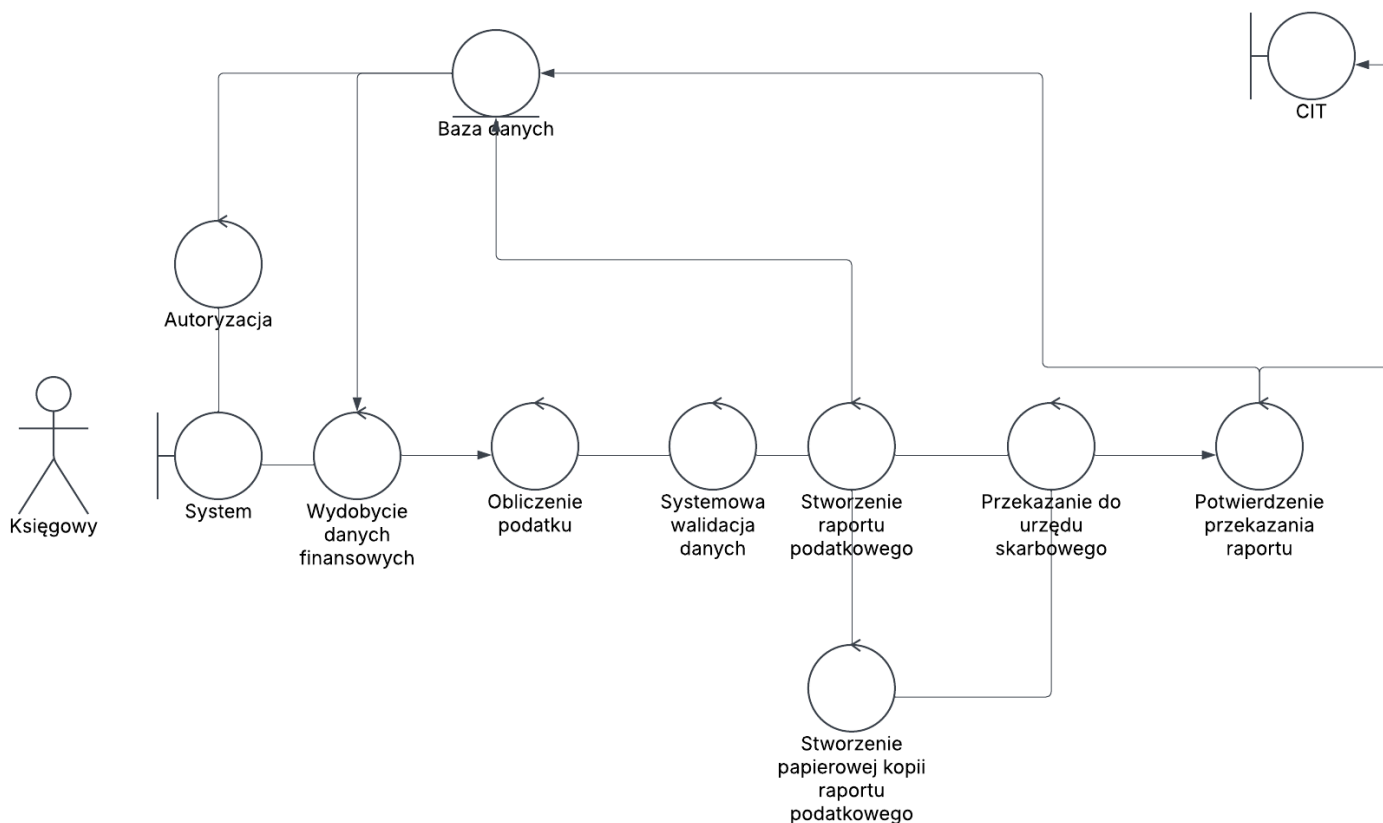 Baza danych
CIT
Autoryzacja
Księgowy
System
Wydobycie
danych
finansowych
Obliczenie
podatku
Systemowa
walidacja
danych
Stworzenie
raportu
podatkowego
Przekazanie do
urzędu
skarbowego
Potwierdzenie
przekazania
raportu
Stworzenie
papierowej kopii
raportu
podatkowego